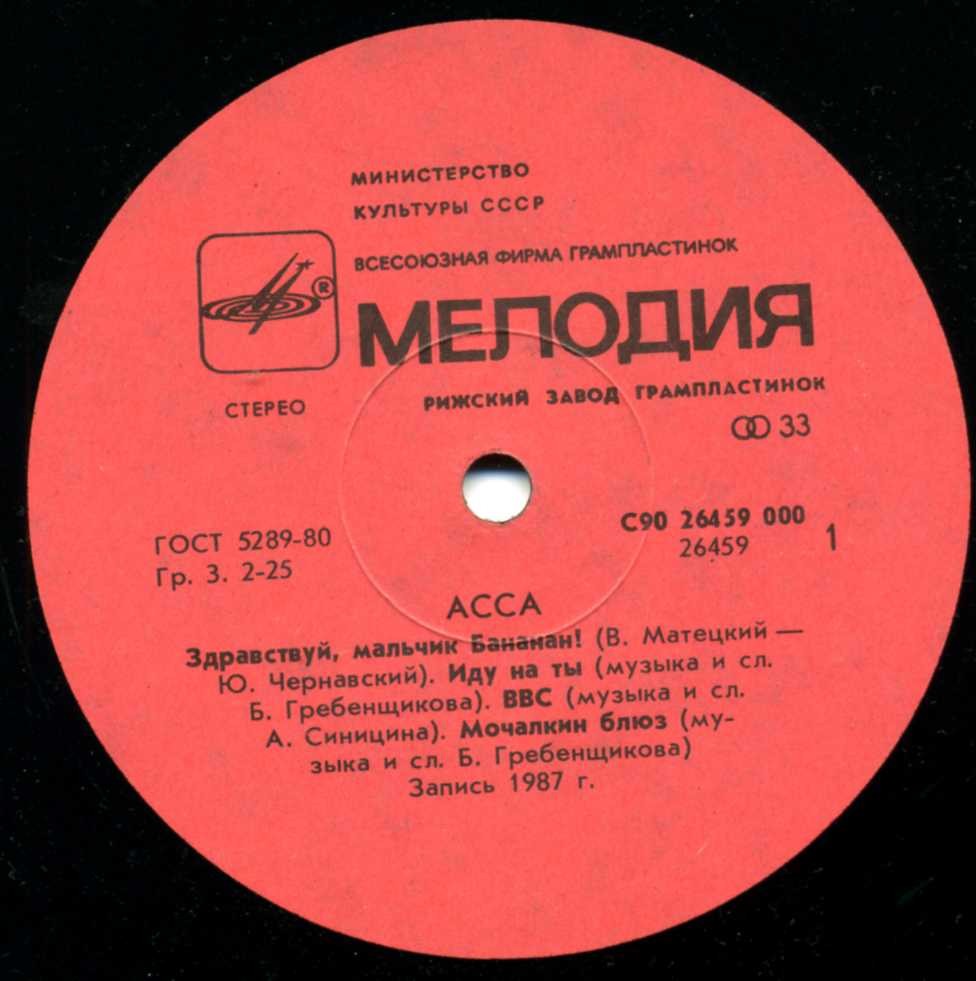 МИНИСТЕРСТВО
КУЛЬТУРЫ СССР
ВСЕСОЮЗНАЯ ФИРМА ГРАМПЛАСТИНОК
®
МЕЛОДИЯ
СТЕРЕО
РИЖСКИЙ ЗАВОД ГРАМПЛАСТИНОК
33
ГОСТ 5289-80
Гр. 3. 2-25
С90 26459 000
26459
1
АССА
Здравствуй, мальчик Бананан! (В. Матецкий —
Ю. Чернавский). Иду на ты (музыка и сл.
Б. Гребенщикова). ВВС (музыка и сл.
А. Синицина). Мочалкин блюз (му-
зыка и сл. Б. Гребенщикова)
Запись 1987 г.